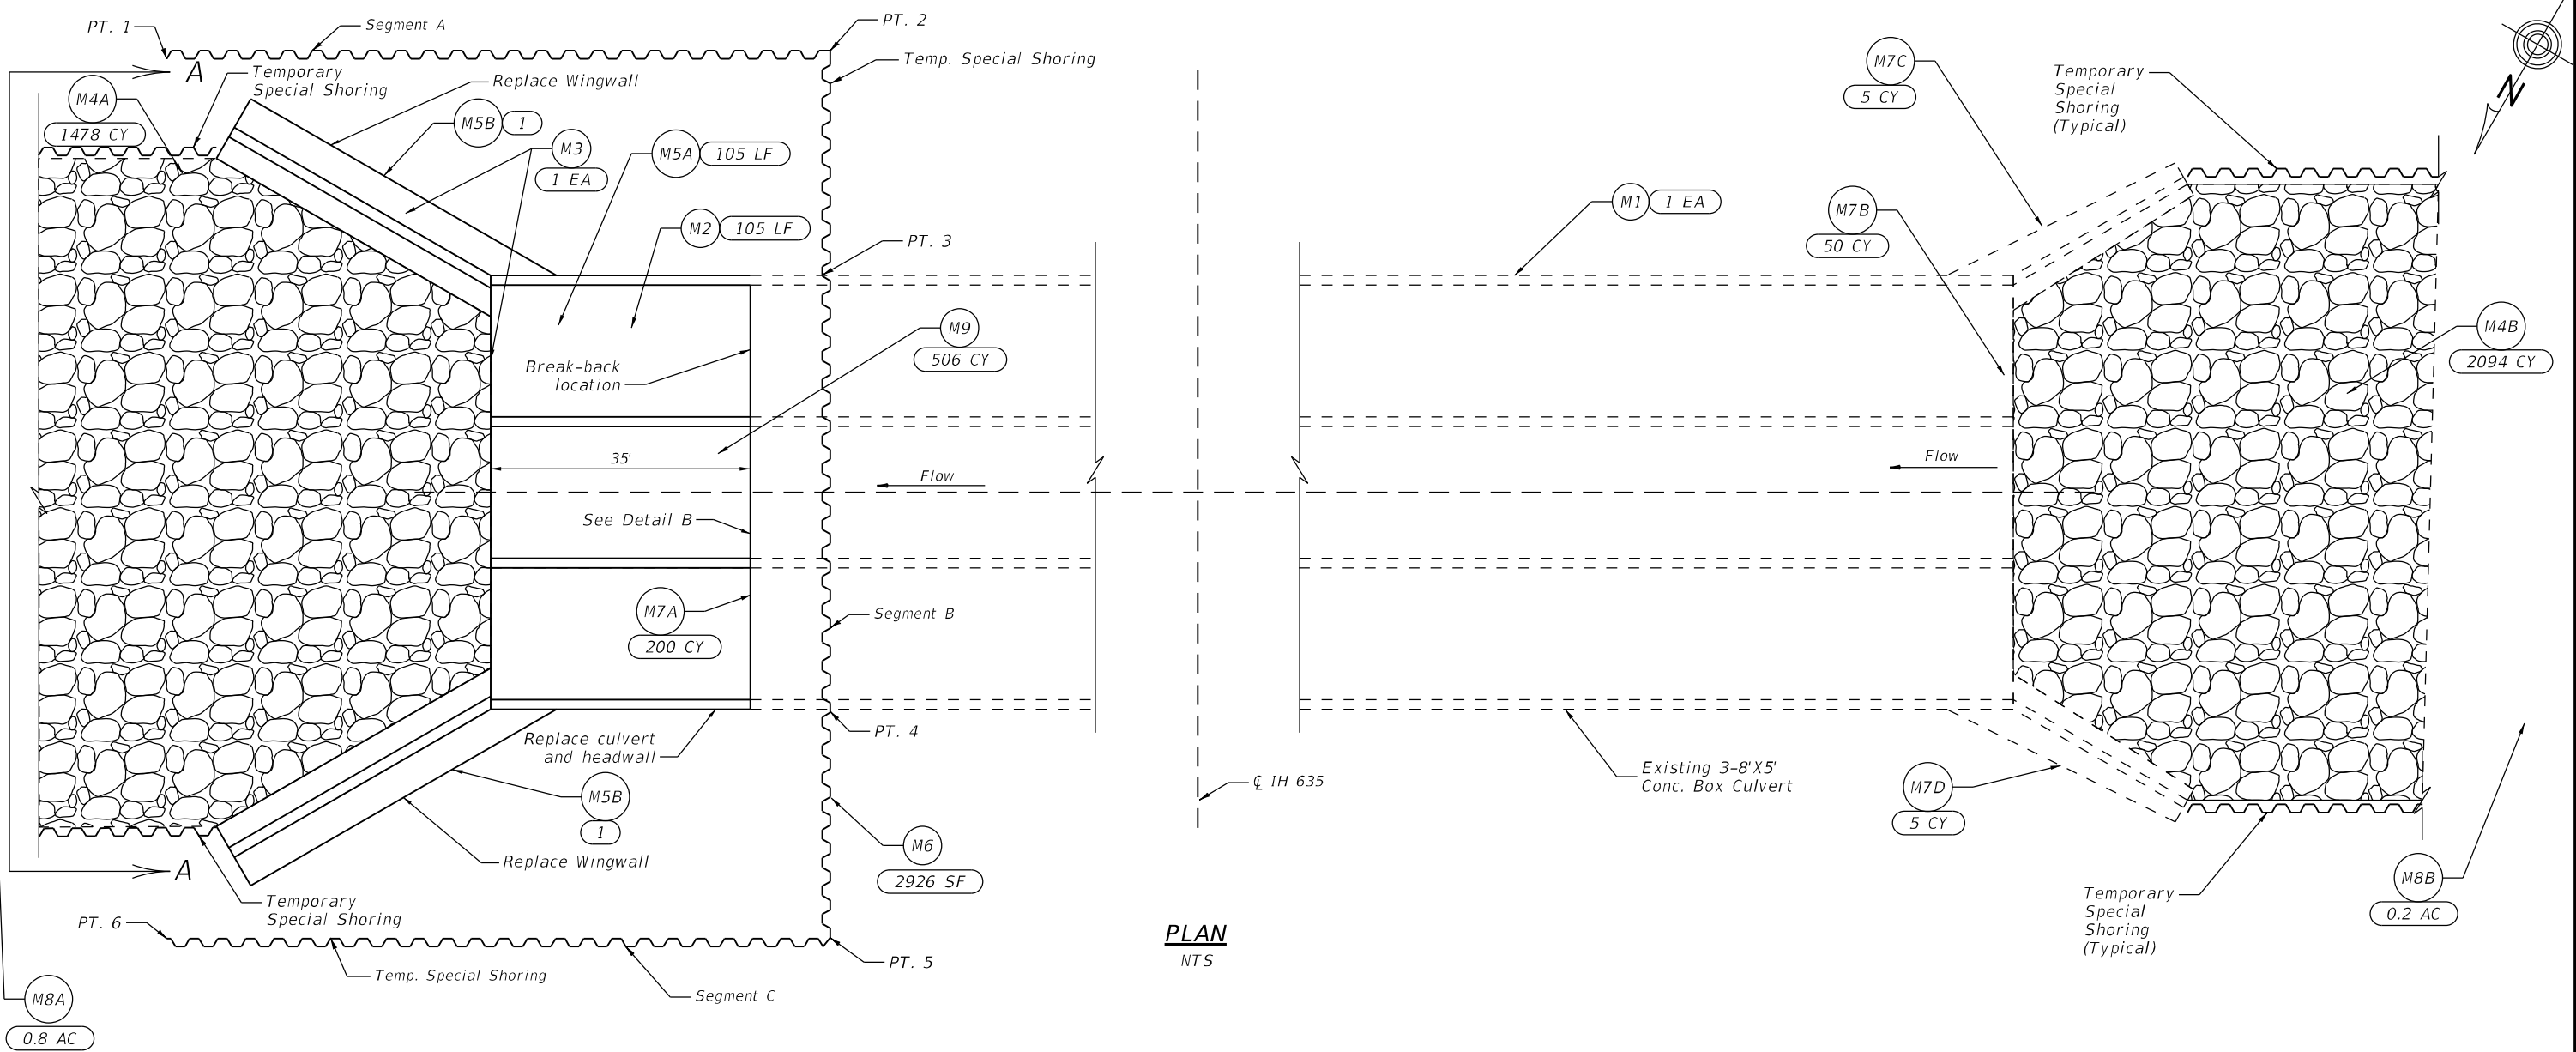 PT. 1
Segment A
PT. 2
A
Temporary
Special Shoring
Replace Wingwall
Temp. Special Shoring
M4A
1478 CY
M5B
1
M3
1 EA
M5A
105 LF
M2
105 LF
PT. 3
M9
506 CY
Break-back
location
35'
Flow
See Detail B
M7A
200 CY
Segment B
PT. 4
Replace culvert
and headwall
M5B
1
Replace Wingwall
M6
2926 SF
A
Temporary
Special Shoring
PT. 6
Temp. Special Shoring
Segment C
PT. 5
M8A
0.8 AC
PLAN
NTS
℄ IH 635
M1
1 EA
M7C
5 CY
M7B
50 CY
Temporary
Special
Shoring
(Typical)
N
M4B
2094 CY
Flow
Existing 3-8'X5'
Conc. Box Culvert
M7D
5 CY
Temporary
Special
Shoring
(Typical)
M8B
0.2 AC